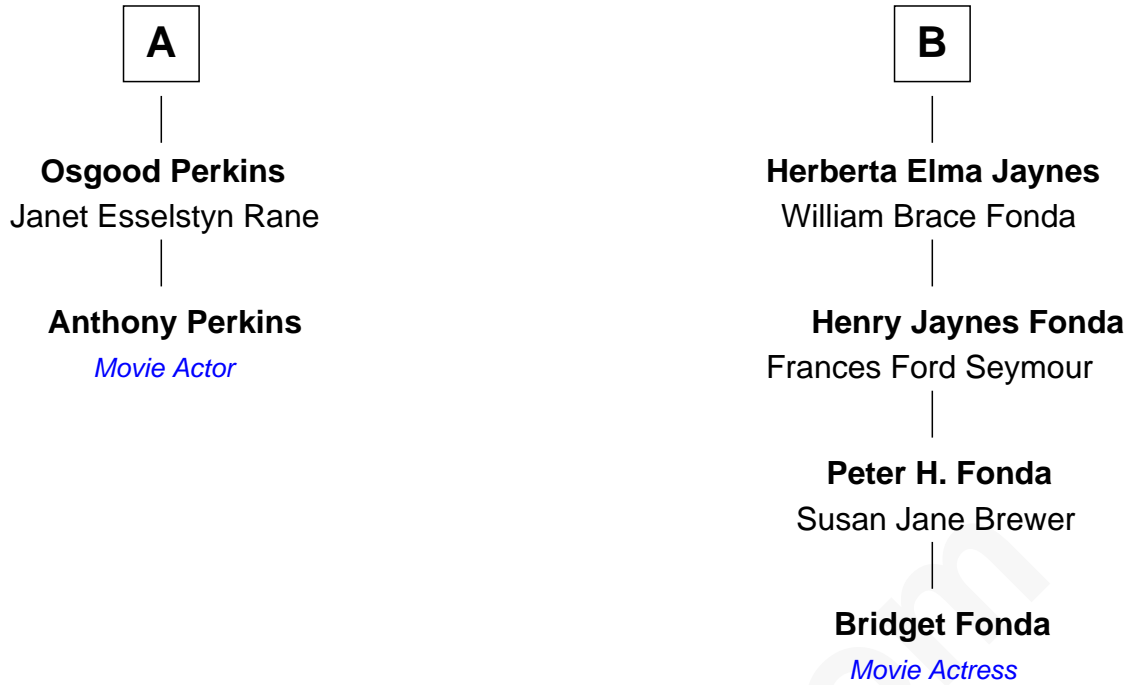 A
Osgood Perkins
Janet Esselstyn Rane
Anthony Perkins
Movie Actor
B
Herberta Elma Jaynes
William Brace Fonda
Henry Jaynes Fonda
Frances Ford Seymour
Peter H. Fonda
Susan Jane Brewer
Bridget Fonda
Movie Actress